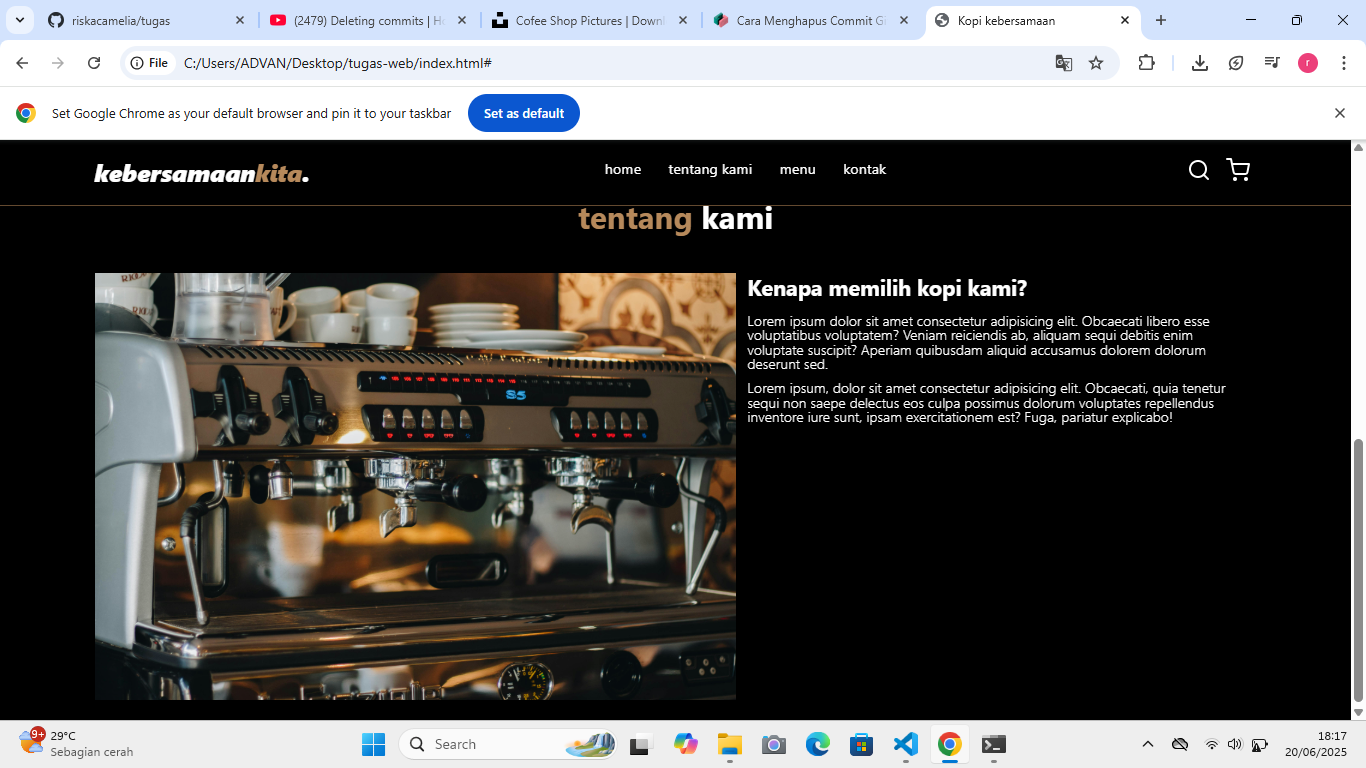 riskacamelia/tugas
(2479) Deleting commits | H
Cofee Shop Pictures | Downl
Cara Menghapus Commit Gi
Kopi kebersamaan
File
C:/Users/ADVAN/Desktop/tugas-web/index.html#
r
Set Google Chrome as your default browser and pin it to your taskbar
Set as default
kebersamaankita.
home
tentang kami
menu
kontak
tentang kami
S5
Kenapa memilih kopi kami?
Lorem ipsum dolor sit amet consectetur adipisicing elit. Obcaecati libero esse
voluptatibus voluptatem? Veniam reiciendis ab, aliquam sequi debitis enim
voluptate suscipit? Aperiam quibusdam aliquid accusamus dolorem dolorum
deserunt sed.
Lorem ipsum, dolor sit amet consectetur adipisicing elit. Obcaecati, quia tenetur
sequi non saepe delectus eos culpa possimus dolorum voluptates repellendus
inventore iure sunt, ipsam exercitationem est? Fuga, pariatur explicabo!
9+
29°C
Sebagian cerah
Search
18:17
20/06/2025